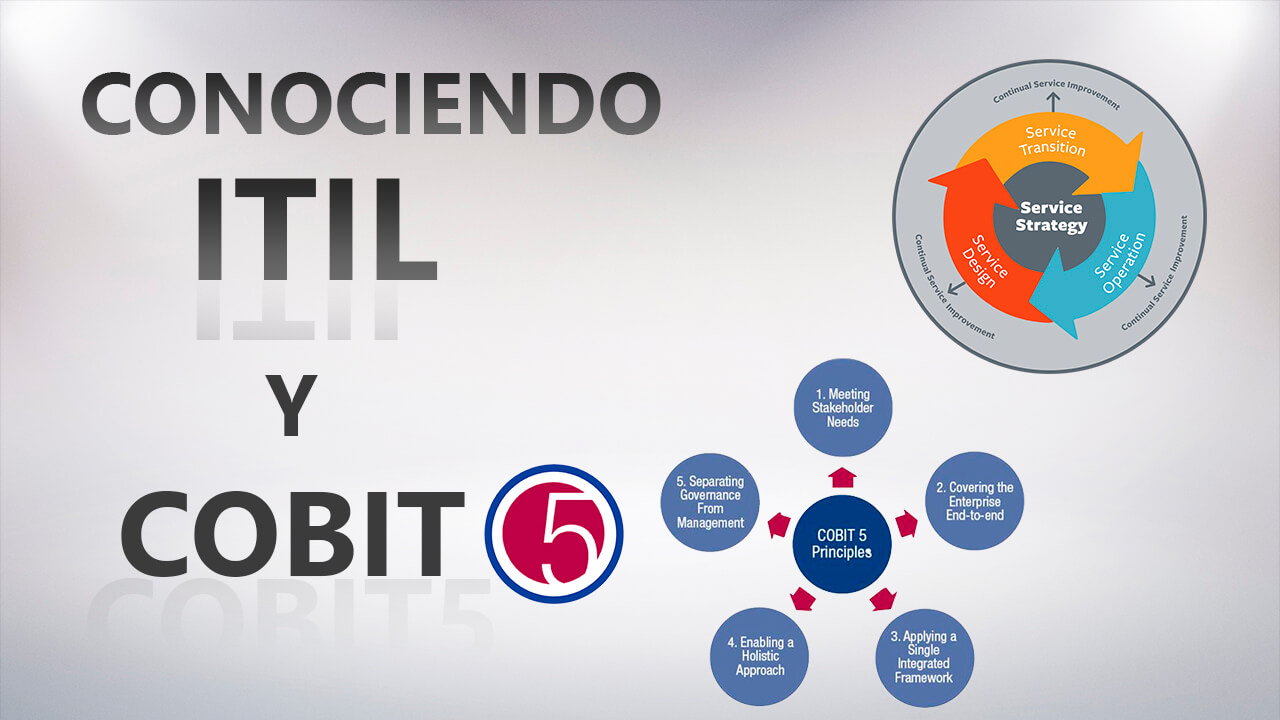 CONOCIENDO
ITIL
Y
COBIT 5
COBIT5
Continual Service Improvement
Service
Transition
Service
Strategy
Service
Design
Service
Operation
Continual Service Improvement
Continual Service Improvement
1. Meeting
Stakeholder
Needs
5. Separating
Governance
From
Management
2. Covering the
Enterprise
End-to-end
COBIT 5
Principles
4. Enabling a
Holistic
Approach
3. Applying a
Single
Integrated
Framework